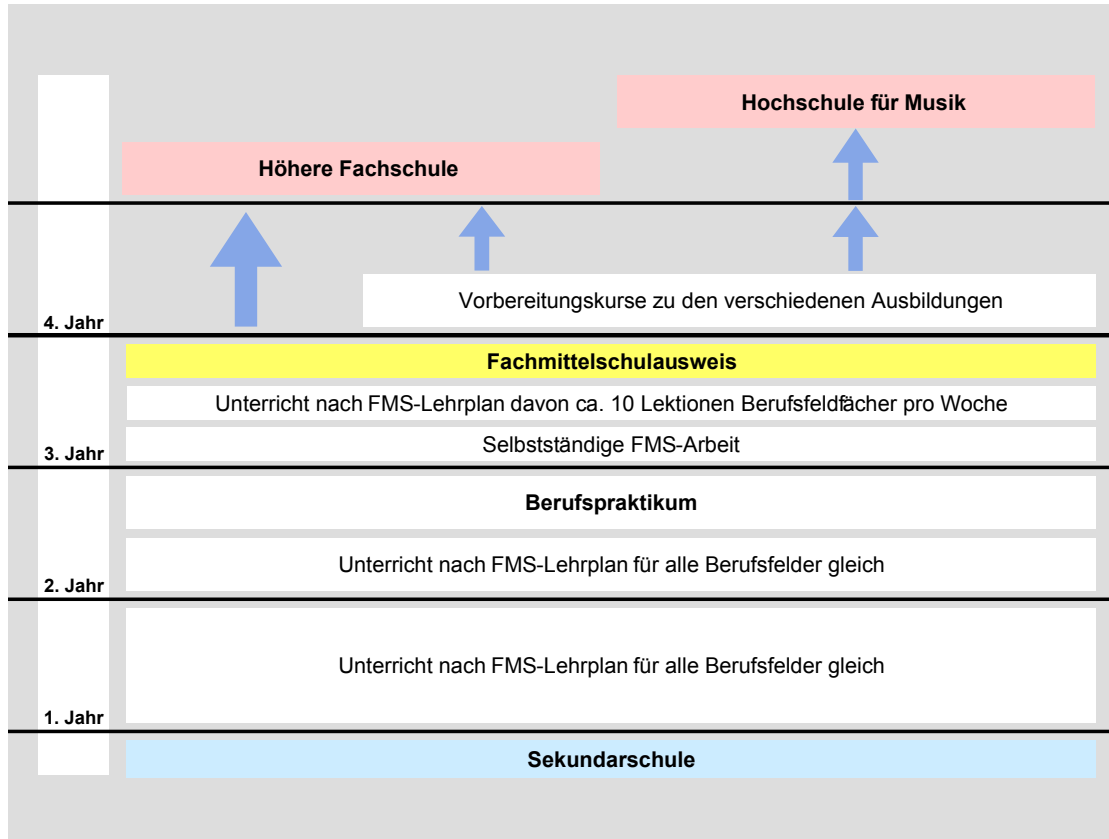 Hochschule für Musik
Höhere Fachschule
Vorbereitungskurse zu den verschiedenen Ausbildungen
4. Jahr
Fachmittelschulausweis
Unterricht nach FMS-Lehrplan davon ca. 10 Lektionen Berufsfeldfächer pro Woche
Selbstständige FMS-Arbeit
3. Jahr
Berufspraktikum
Unterricht nach FMS-Lehrplan für alle Berufsfelder gleich
2. Jahr
Unterricht nach FMS-Lehrplan für alle Berufsfelder gleich
1. Jahr
Sekundarschule